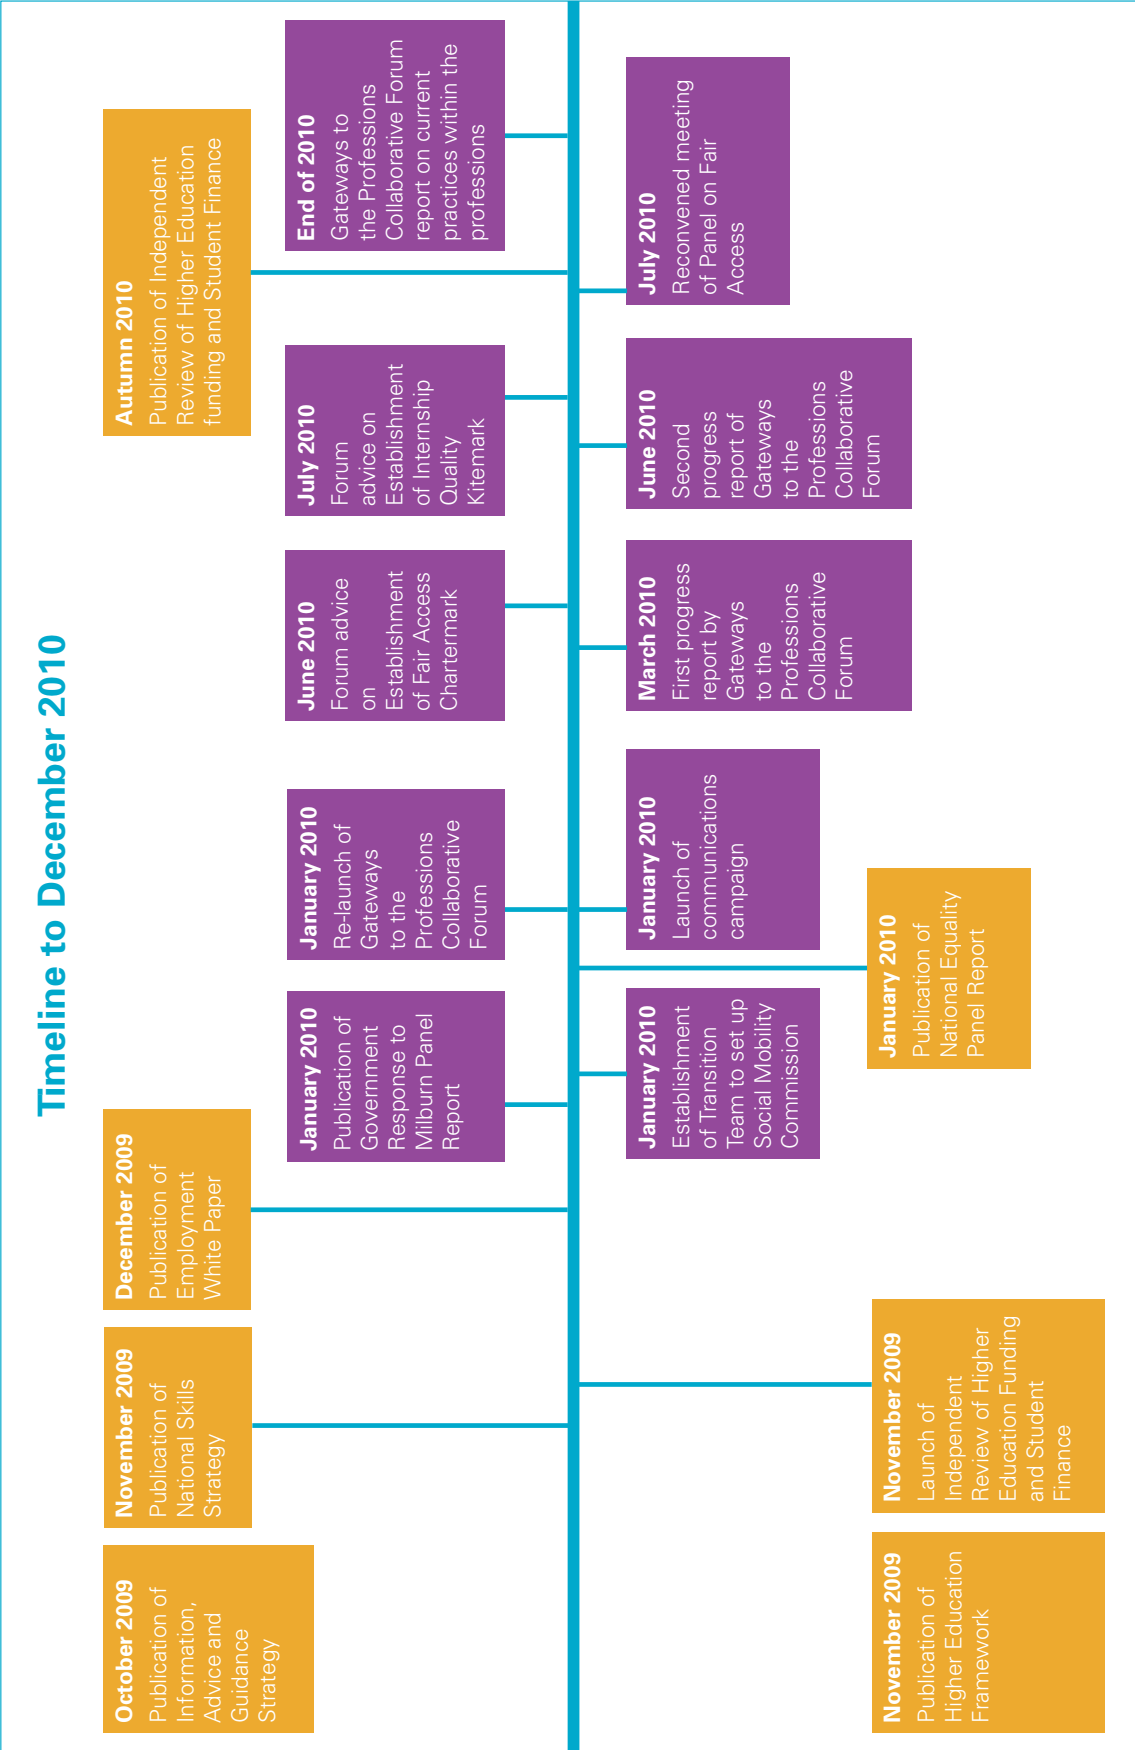 Timeline to December 2010
October 2009
Publication of
Information,
Advice and
Guidance
Strategy
November 2009
Publication of
National Skills
Strategy
December 2009
Publication of
Employment
White Paper
Autumn 2010
Publication of Independent
Review of Higher Education
funding and Student Finance
January 2010
Publication of
Government
Response to
Milburn Panel
Report
January 2010
Re-launch of
Gateways
to the
Professions
Collaborative
Forum
June 2010
Forum advice
on
Establishment
of Fair Access
Chartermark
July 2010
Forum
advice on
Establishment
of Internship
Quality
Kitemark
End of 2010
Gateways to
the Professions
Collaborative Forum
report on current
practices within the
professions
January 2010
Establishment
of Transition
Team to set up
Social Mobility
Commission
January 2010
Launch of
communications
campaign
March 2010
First progress
report by
Gateways
to the
Professions
Collaborative
Forum
June 2010
Second
progress
report of
Gateways
to the
Professions
Collaborative
Forum
July 2010
Reconvened meeting
of Panel on Fair
Access
November 2009
Publication of
Higher Education
Framework
November 2009
Launch of
Independent
Review of Higher
Education Funding
and Student
Finance
January 2010
Publication of
National Equality
Panel Report